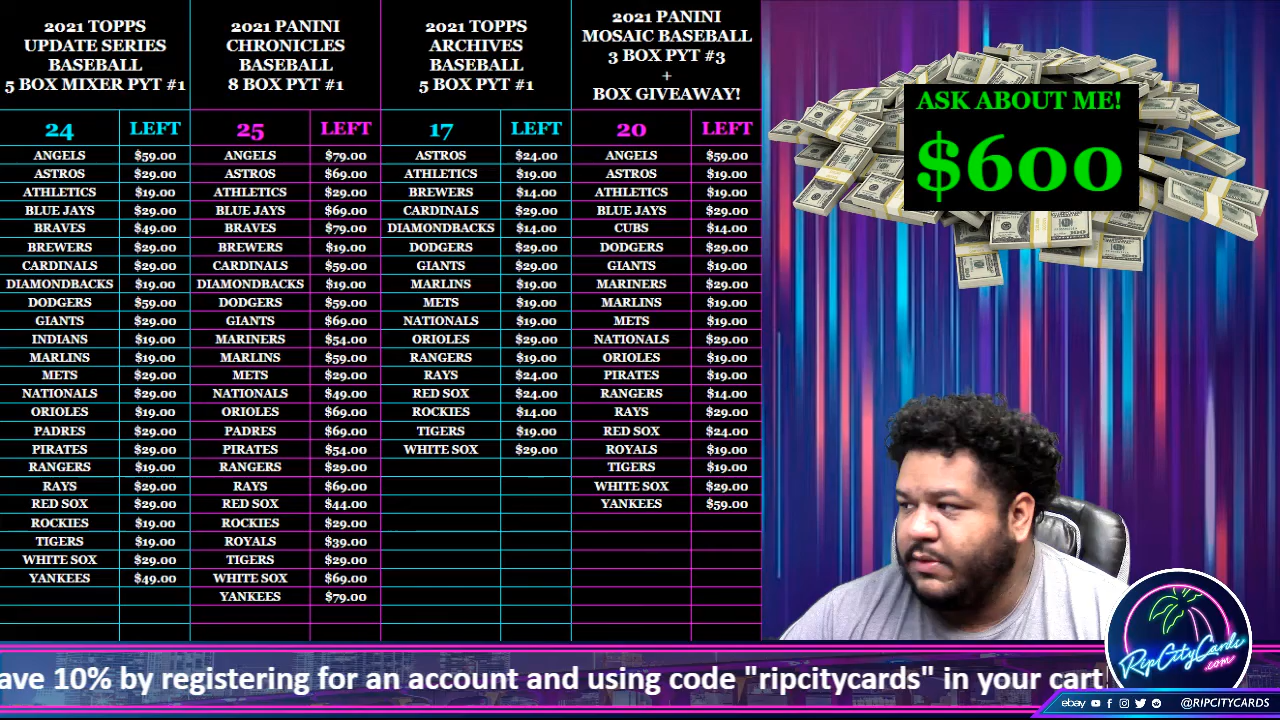 2021 TOPPS
UPDATE SERIES
BASEBALL
5 BOX MIXER PYT #1
24 LEFT
ANGELS $59.00
ASTROS $29.00
ATHLETICS $19.00
BLUE JAYS $29.00
BRAVES $49.00
BREWERS $29.00
CARDINALS $29.00
DIAMONDBACKS $19.00
DODGERS $59.00
GIANTS $29.00
INDIANS $19.00
MARLINS $19.00
METS $29.00
NATIONALS $29.00
ORIOLES $19.00
PADRES $29.00
PIRATES $29.00
RANGERS $19.00
RAYS $29.00
RED SOX $29.00
ROCKIES $19.00
TIGERS $19.00
WHITE SOX $29.00
YANKEES $49.00
2021 PANINI
CHRONICLES
BASEBALL
8 BOX PYT #1
25 LEFT
ANGELS $79.00
ASTROS $69.00
ATHLETICS $29.00
BLUE JAYS $69.00
BRAVES $79.00
BREWERS $19.00
CARDINALS $59.00
DIAMONDBACKS $19.00
DODGERS $59.00
GIANTS $69.00
MARINERS $54.00
MARLINS $59.00
METS $29.00
NATIONALS $49.00
ORIOLES $69.00
PADRES $69.00
PIRATES $54.00
RANGERS $29.00
RAYS $69.00
RED SOX $44.00
ROCKIES $29.00
ROYALS $39.00
TIGERS $29.00
WHITE SOX $69.00
YANKEES $79.00
2021 TOPPS
ARCHIVES
BASEBALL
5 BOX PYT #1
17 LEFT
ASTROS $24.00
ATHLETICS $19.00
BREWERS $14.00
CARDINALS $29.00
DIAMONDBACKS $14.00
DODGERS $29.00
GIANTS $29.00
MARLINS $19.00
METS $19.00
NATIONALS $19.00
ORIOLES $29.00
RANGERS $19.00
RAYS $24.00
RED SOX $24.00
ROCKIES $14.00
TIGERS $19.00
WHITE SOX $29.00
2021 PANINI
MOSAIC BASEBALL
3 BOX PYT #3
+
BOX GIVEAWAY!
20 LEFT
ANGELS $59.00
ASTROS $19.00
ATHLETICS $19.00
BLUE JAYS $29.00
CUBS $14.00
DODGERS $29.00
GIANTS $19.00
MARINERS $29.00
MARLINS $19.00
METS $19.00
NATIONALS $29.00
ORIOLES $19.00
PIRATES $19.00
RANGERS $14.00
RAYS $29.00
RED SOX $24.00
ROYALS $19.00
TIGERS $19.00
WHITE SOX $29.00
YANKEES $59.00
ASK ABOUT ME!
$600
ave 10% by registering for an account and using code "ripcitycards" in your cart
RipCityCards
.com
ebay @RIPCITYCARDS